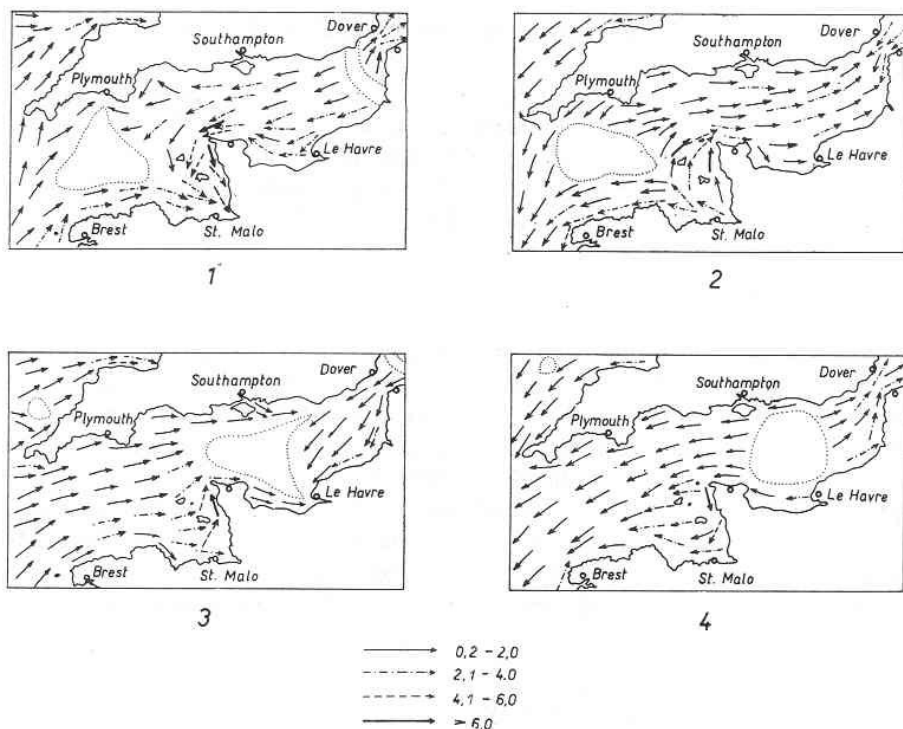 Dover
Southampton
Plymouth
Le Havre
Brest
St. Malo
1
Dover
Southampton
Plymouth
Le Havre
Brest
St. Malo
2
Dover
Southampton
Plymouth
Le Havre
Brest
St. Malo
3
Dover
Southampton
Plymouth
Le Havre
Brest
St. Malo
4
0,2 - 2,0
2,1 - 4.0
4,1 - 6,0
> 6,0